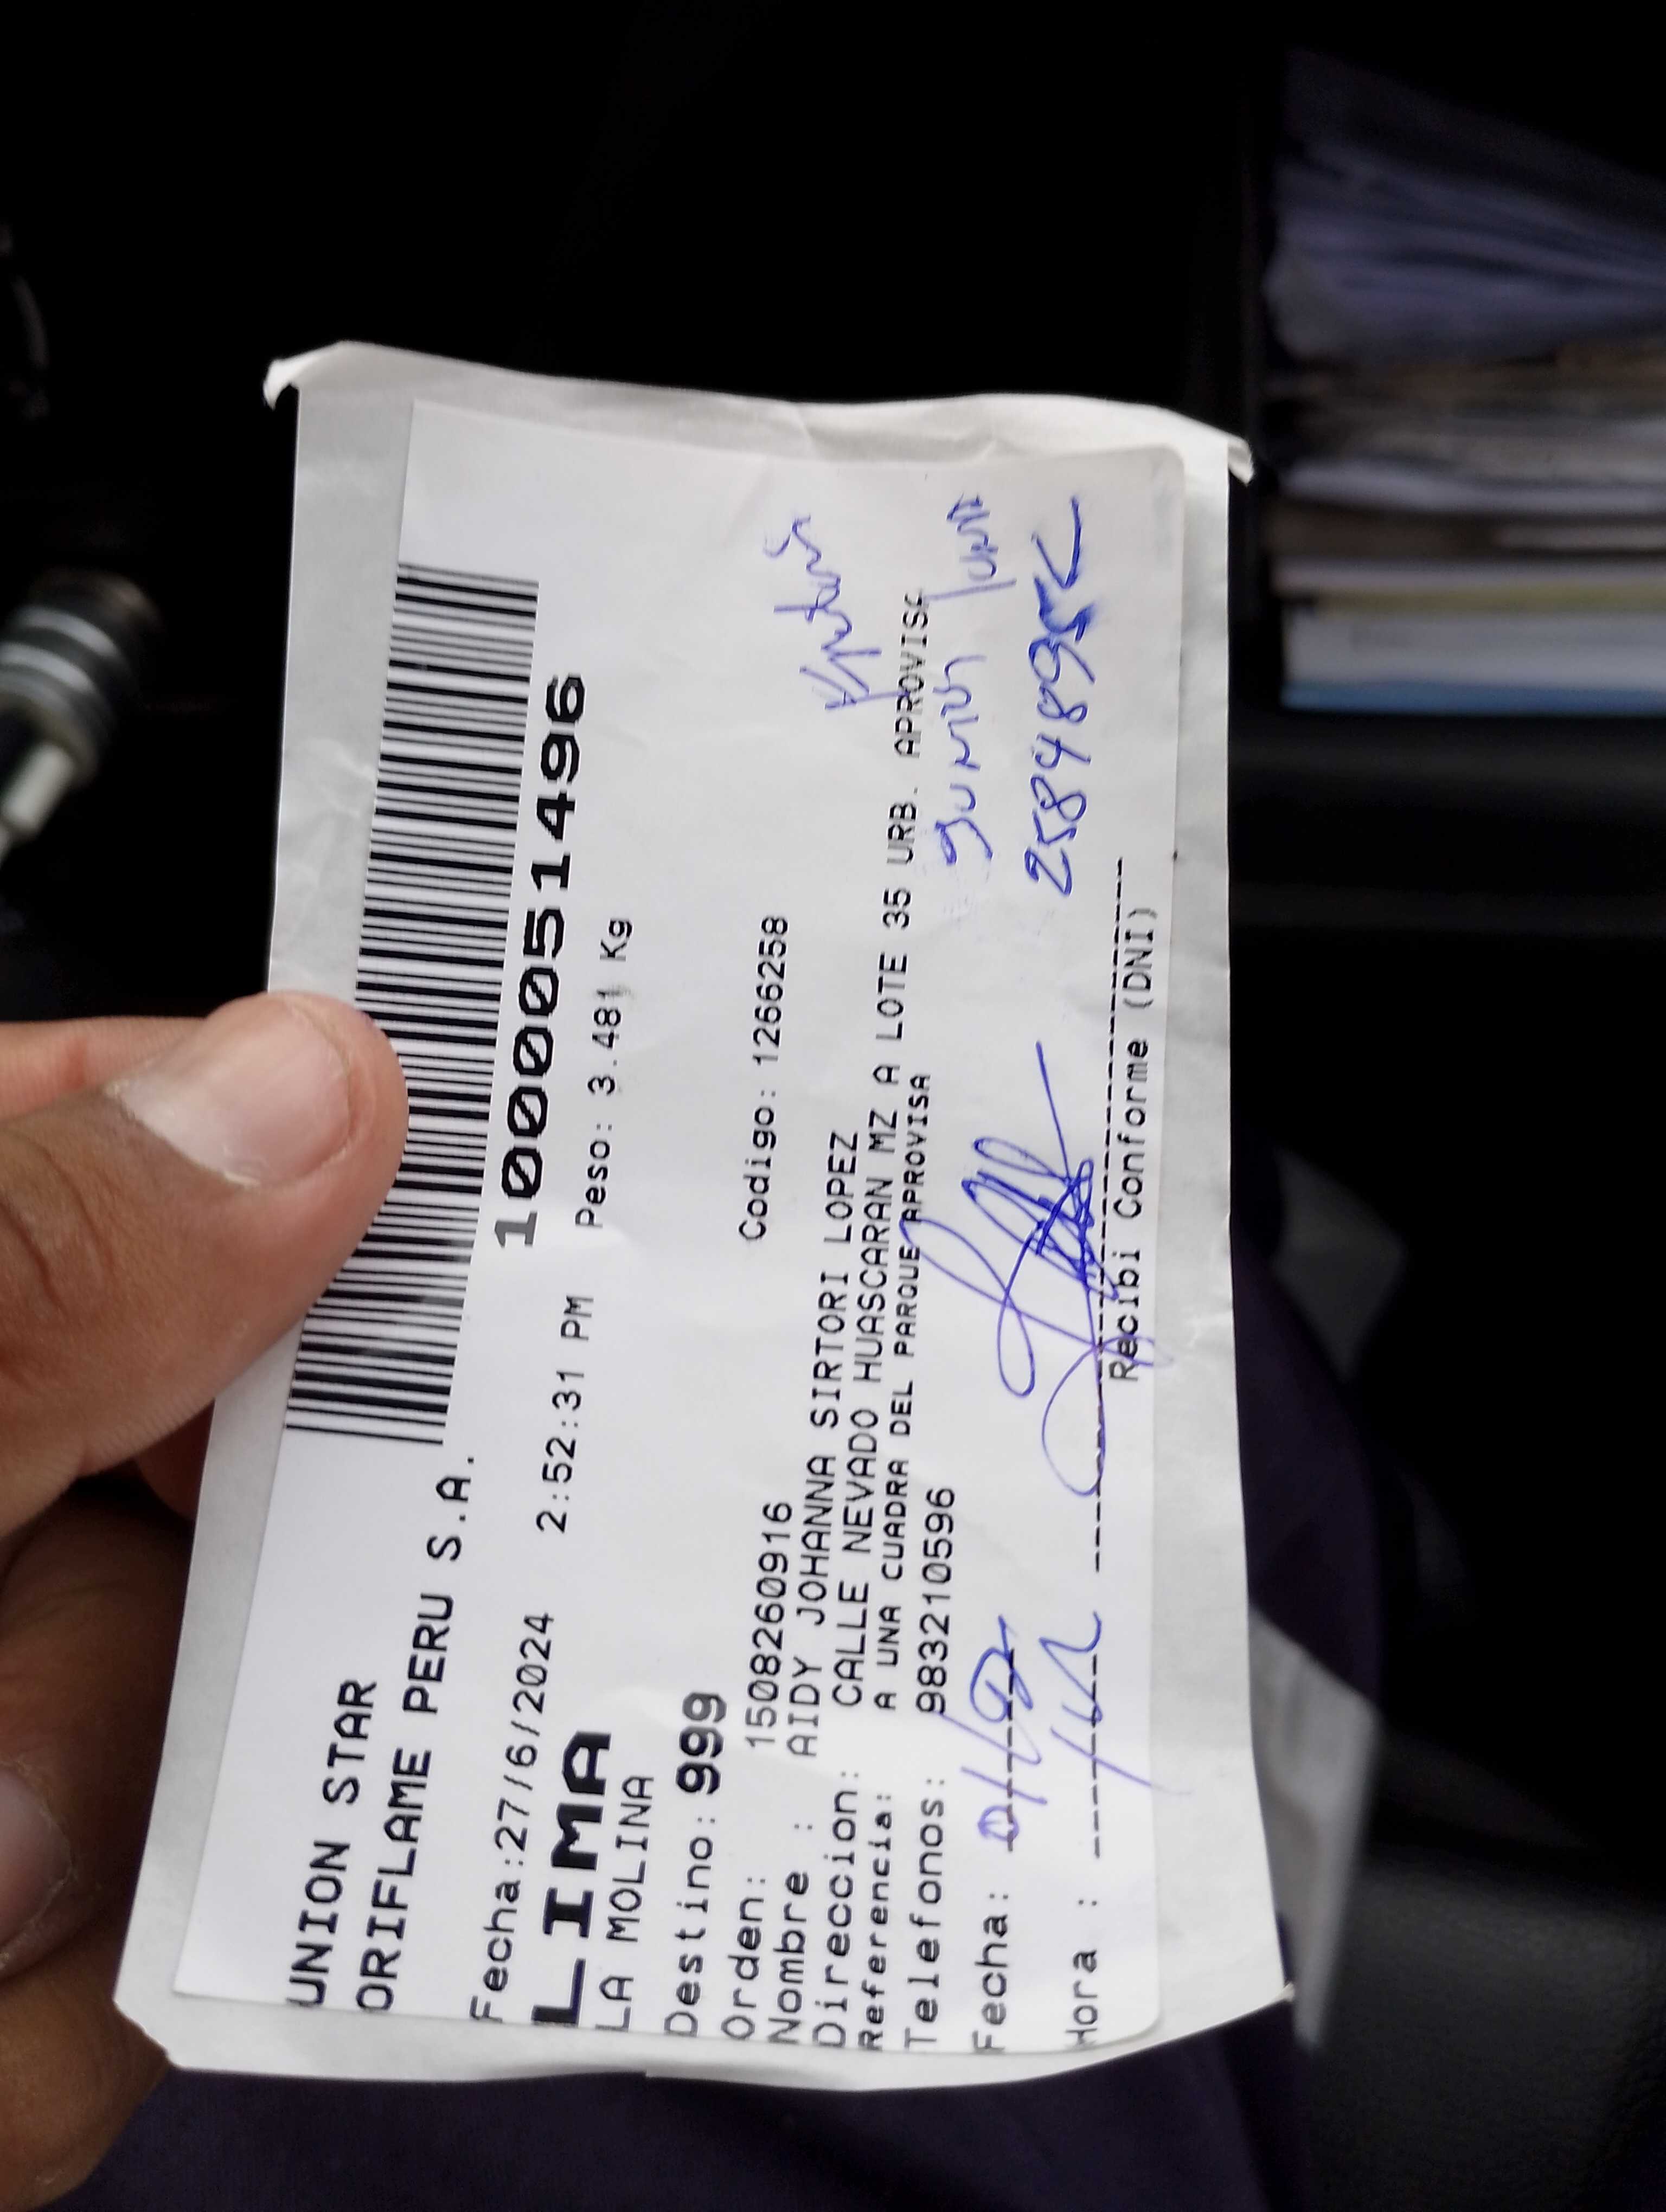 UNION STAR
ORIFLAME PERU S.A.
100051496
Fecha:27/6/2024 2:52:31 PM Peso: 3.481 Kg
LIMA
LA MOLINA
Destino: 999
Orden: 1508260916 Codigo: 1266258
Nombre : AIDY JOHANNA SIRTORI LOPEZ
Direccion: CALLE NEVADO HUASCARAN MZ A LOTE 35 URB. APROVISA
Referencia: A UNA CUADRA DEL PARQUE APROVISA
Telefonos: 983210596
Fecha:
Hora :
Recibi Conforme (DNI)